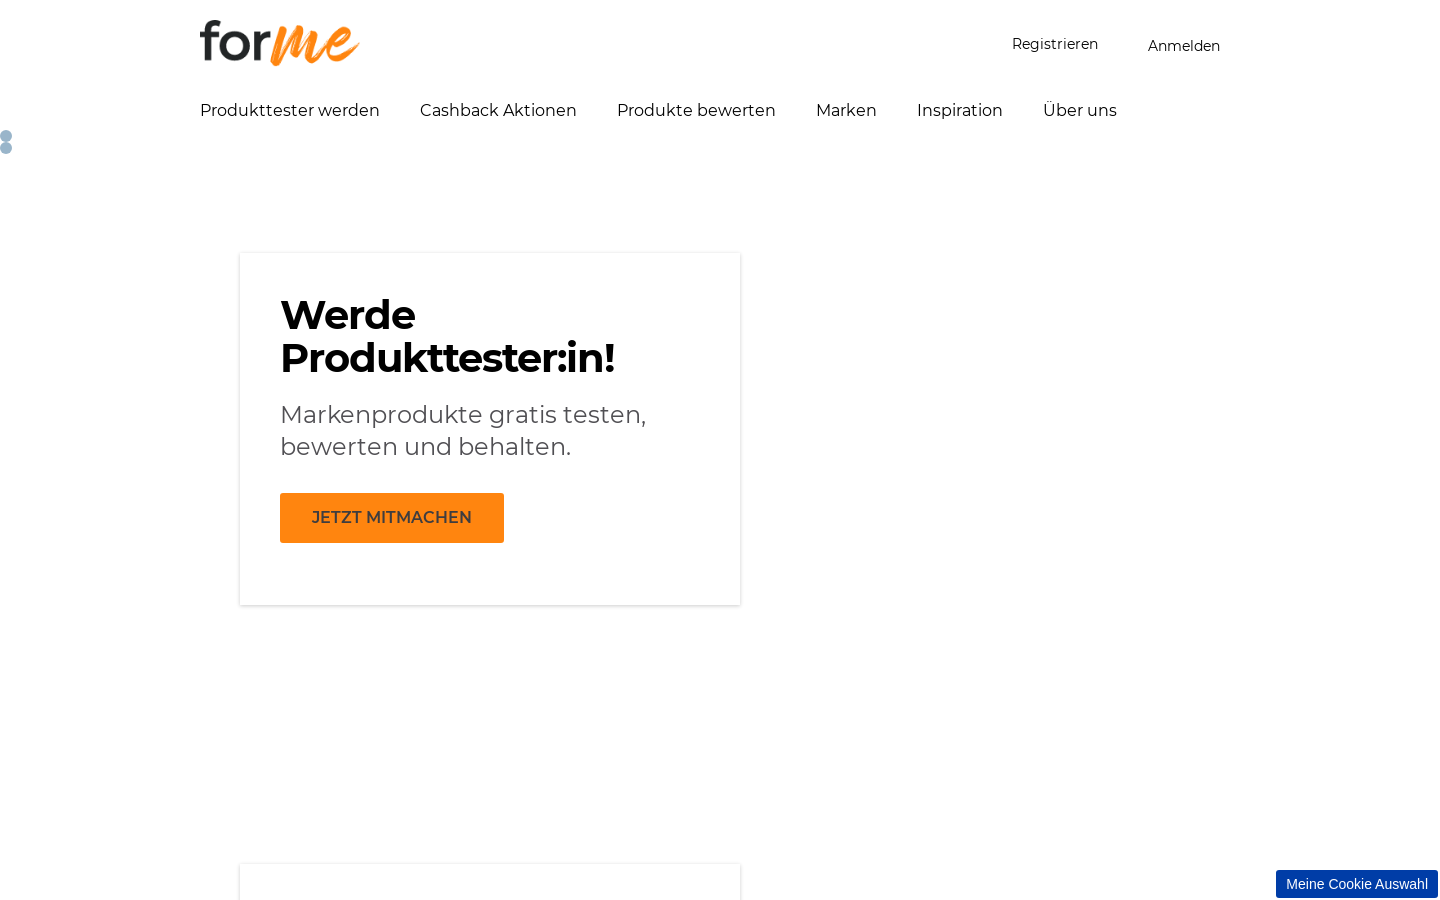 forme
Registrieren
Anmelden
Produkttester werden
Cashback Aktionen
Produkte bewerten
Marken
Inspiration
Über uns
Werde
Produkttester:in!
Markenprodukte gratis testen,
bewerten und behalten.
JETZT MITMACHEN
Meine Cookie Auswahl